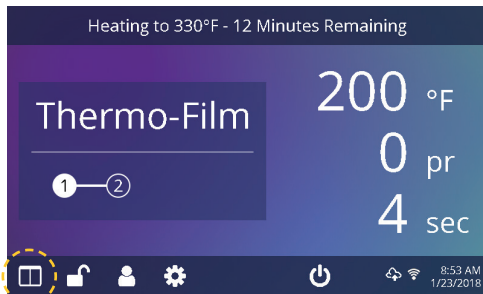 Heating to 330°F - 12 Minutes Remaining
Thermo-Film
1 2
200 °F
0 pr
4 sec
8:53 AM
1/23/2018